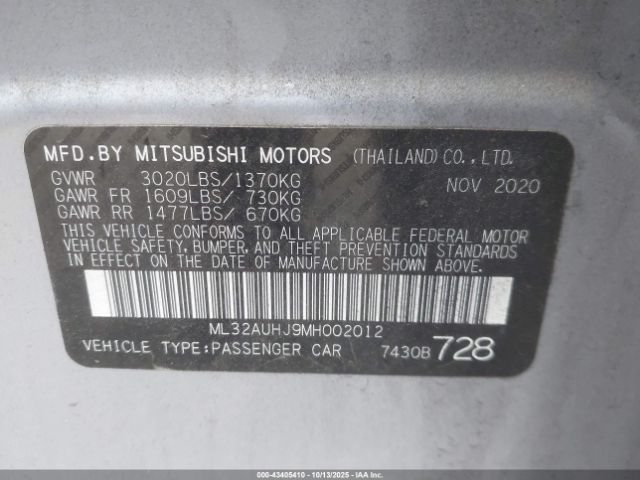 MFD.BY MITSUBISHI MOTORS (THAILAND)CO.,LTD.
GVWR 3020LBS/1370KG NOV 2020
GAWR FR 1609LBS/ 730KG
GAWR RR 1477LBS/ 670KG
THIS VEHICLE CONFORMS TO ALL APPLICABLE FEDERAL MOTOR
VEHICLE SAFETY, BUMPER, AND THEFT PREVENTION STANDARDS
IN EFFECT ON THE DATE OF MANUFACTURE SHOWN ABOVE.
ML32AUHJ9MH002012
VEHICLE TYPE:PASSENGER CAR 7430B 728
000-43405410 - 10/13/2025 - IAAI.COM